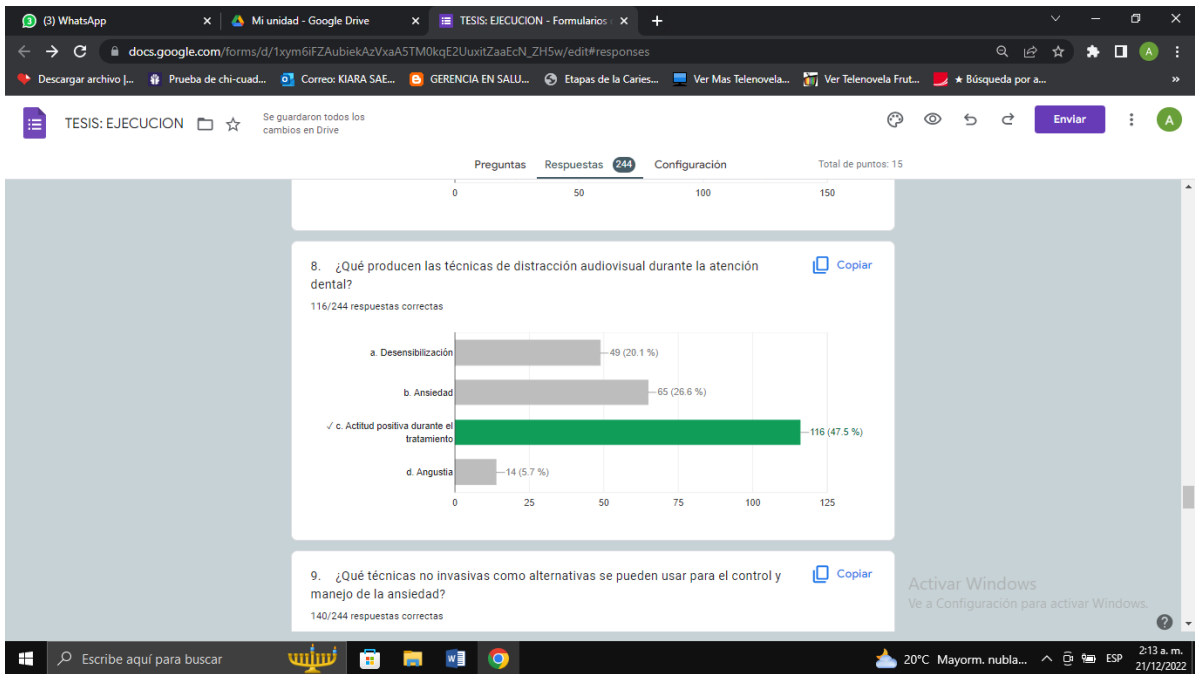 (3) WhatsApp
Mi unidad - Google Drive
TESIS: EJECUCION - Formularios
docs.google.com/forms/d/1xym6iFZAubiekAzVxaA5TM0kqE2UuxitZaaEcN_ZH5w/edit#responses
A
Descargar archivo |...
Prueba de chi-cuad...
Correo: KIARA SAE...
GERENCIA EN SALU...
Etapas de la Caries...
Ver Mas Telenovela...
Ver Telenovela Frut...
★ Búsqueda por a...
»
TESIS: EJECUCION
Se guardaron todos los
cambios en Drive
Enviar
A
Preguntas
Respuestas 244
Configuración
Total de puntos: 15
0 50 100 150
8. ¿Qué producen las técnicas de distracción audiovisual durante la atención
dental?
Copiar
116/244 respuestas correctas
a. Desensibilización
49 (20.1 %)
b. Ansiedad
65 (26.6 %)
✓ c. Actitud positiva durante el
tratamiento
116 (47.5 %)
d. Angustia
14 (5.7 %)
0 25 50 75 100 125
9. ¿Qué técnicas no invasivas como alternativas se pueden usar para el control y
manejo de la ansiedad?
Copiar
140/244 respuestas correctas
Activar Windows
Ve a Configuración para activar Windows.
Escribe aquí para buscar
20°C Mayorm. nubla...
ESP
2:13 a. m.
21/12/2022